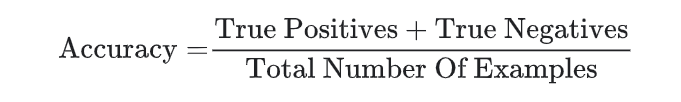 Accuracy = True Positives + True Negatives
Total Number Of Examples